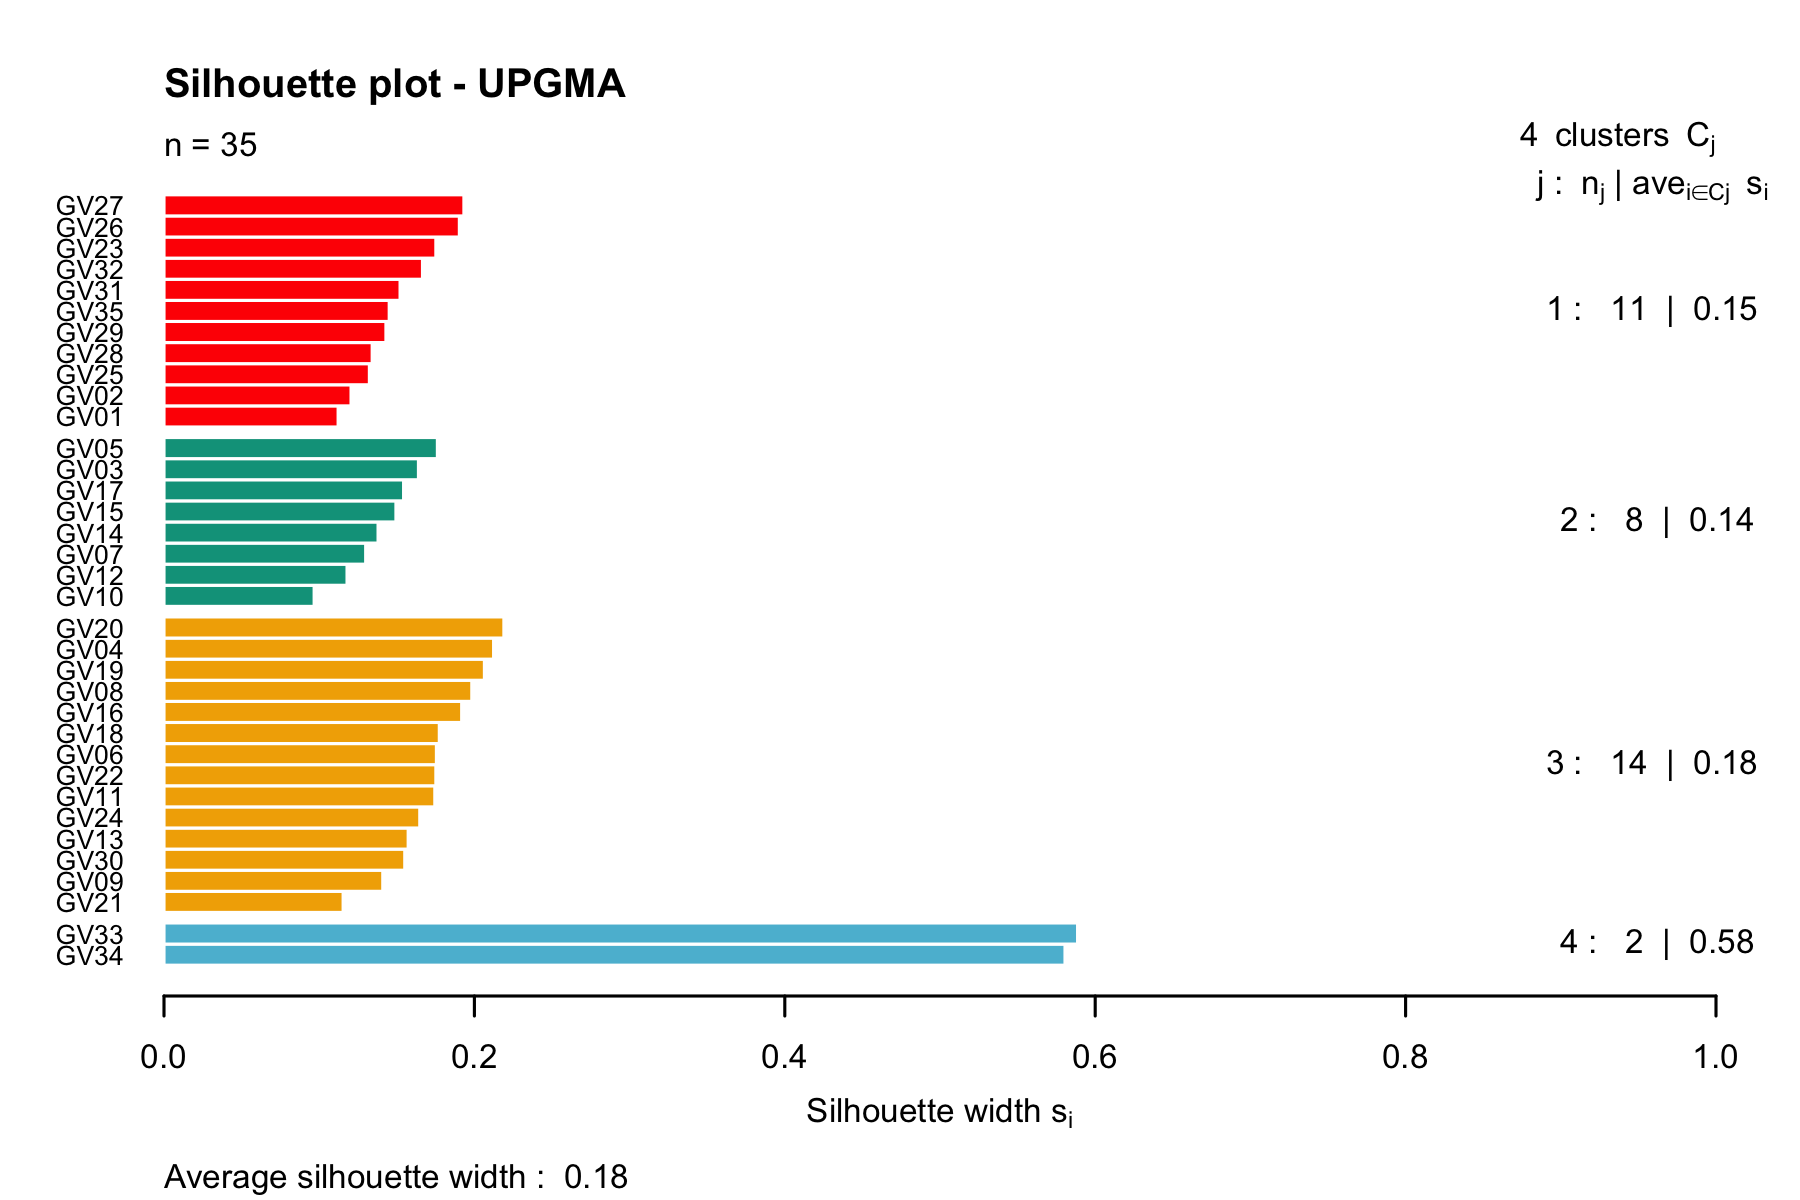 Silhouette plot - UPGMA
n = 35
4 clusters Cj
j : nj | avei∈Cj si
GV27
GV26
GV23
GV32
GV31
GV35
GV29
GV28
GV25
GV02
GV01
1 : 11 | 0.15
GV05
GV03
GV17
GV15
GV14
GV07
GV12
GV10
2 : 8 | 0.14
GV20
GV04
GV19
GV08
GV16
GV18
GV06
GV22
GV11
GV24
GV13
GV30
GV09
GV21
3 : 14 | 0.18
GV33
GV34
4 : 2 | 0.58
0.0 0.2 0.4 0.6 0.8 1.0
Silhouette width si
Average silhouette width : 0.18